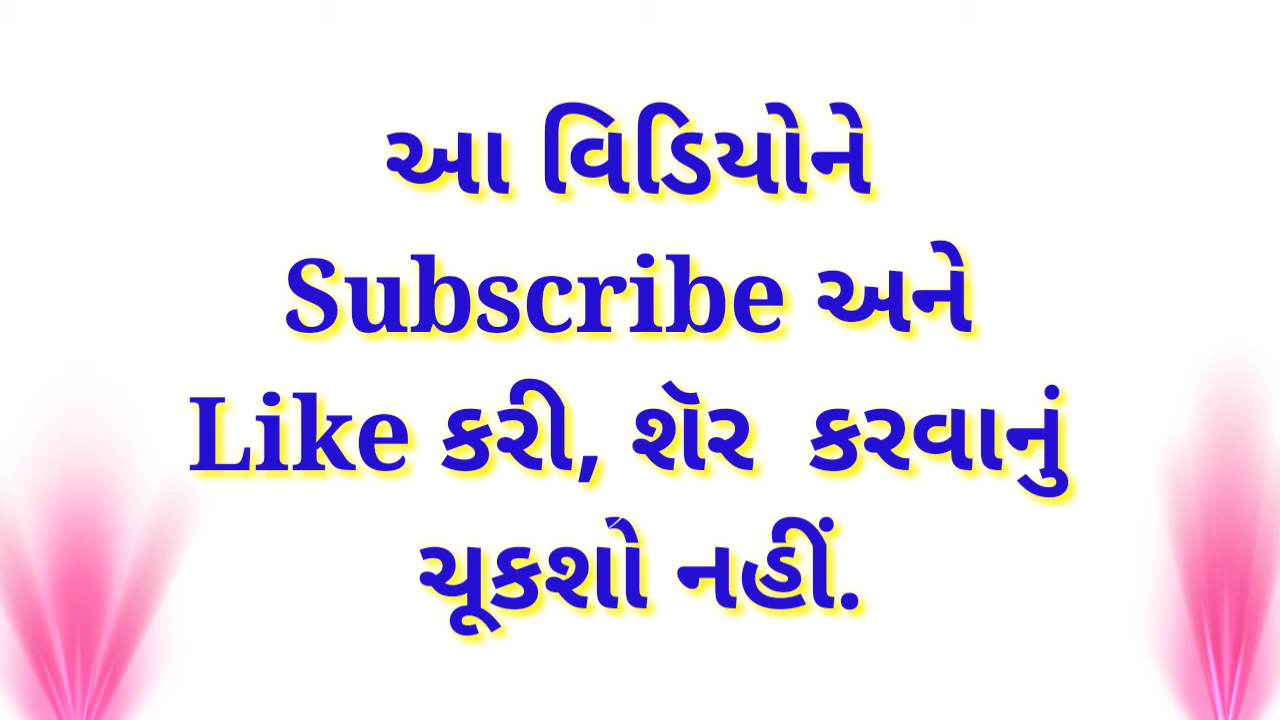 આ વિડિયોને
Subscribe અને
Like કરી, શૅર કરવાનું
ચૂકશો નહીં.